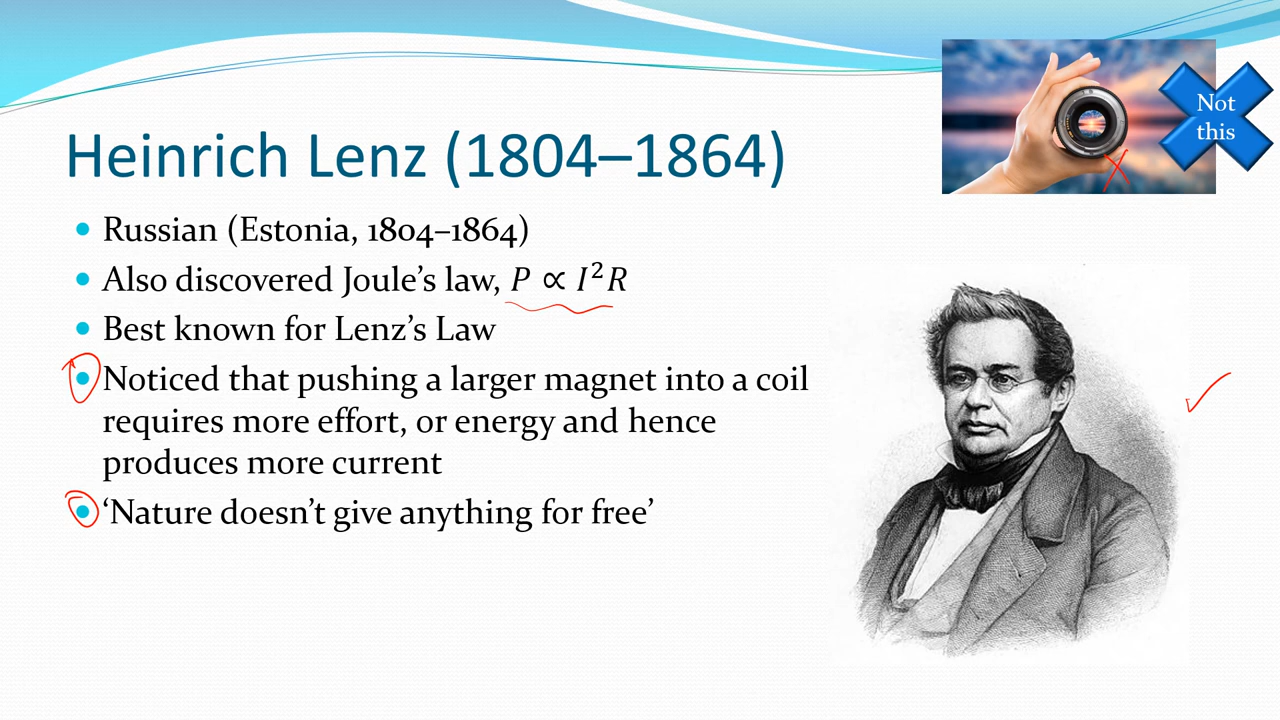 Not
this
Heinrich Lenz (1804–1864)
• Russian (Estonia, 1804–1864)
• Also discovered Joule’s law, 𝑃 ∝ 𝐼²𝑅
• Best known for Lenz’s Law
• Noticed that pushing a larger magnet into a coil
requires more effort, or energy and hence
produces more current
• ‘Nature doesn’t give anything for free’